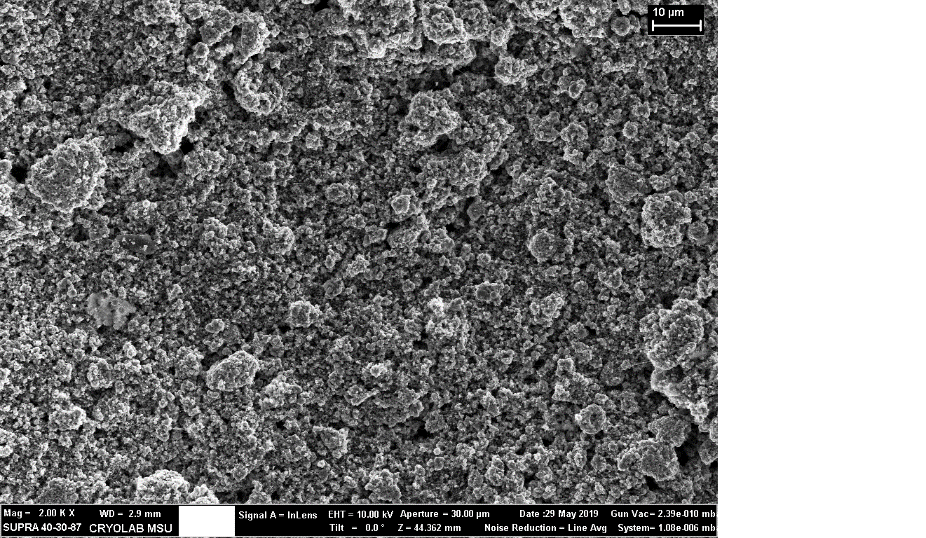 10 µm
Mag = 2.00 K X WD = 2.9 mm Signal A = InLens EHT = 10.00 kV Aperture = 30.00 µm Date :29 May 2019 Gun Vac= 2.39e-010 mb
SUPRA 40-30-87 CRYOLAB MSU Tilt = 0.0° Z = 44.362 mm Noise Reduction = Line Avg System= 1.08e-006 mb